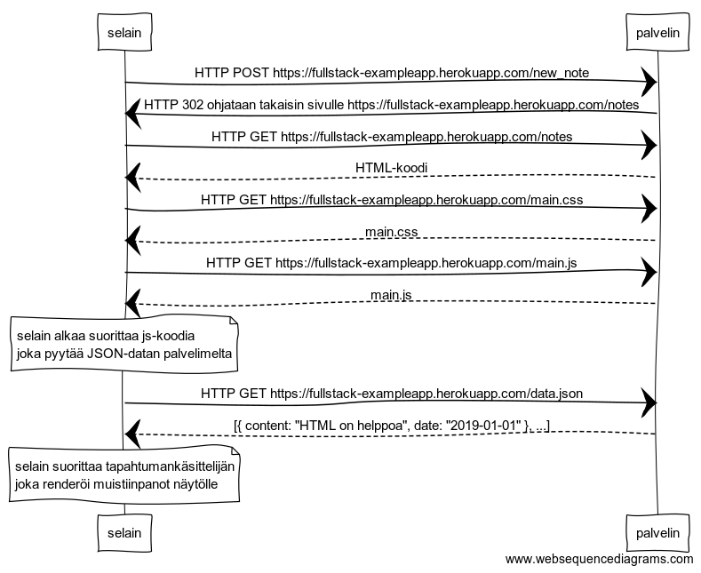 selain
palvelin
HTTP POST https://fullstack-exampleapp.herokuapp.com/new_note
HTTP 302 ohjataan takaisin sivulle https://fullstack-exampleapp.herokuapp.com/notes
HTTP GET https://fullstack-exampleapp.herokuapp.com/notes
HTML-koodi
HTTP GET https://fullstack-exampleapp.herokuapp.com/main.css
main.css
HTTP GET https://fullstack-exampleapp.herokuapp.com/main.js
main.js
selain alkaa suorittaa js-koodia
joka pyytää JSON-datan palvelimelta
HTTP GET https://fullstack-exampleapp.herokuapp.com/data.json
[{ content: "HTML on helppoa", date: "2019-01-01" }, ...]
selain suorittaa tapahtumankäsittelijän
joka renderöi muistiinpanot näytölle
selain
palvelin
www.websequencediagrams.com